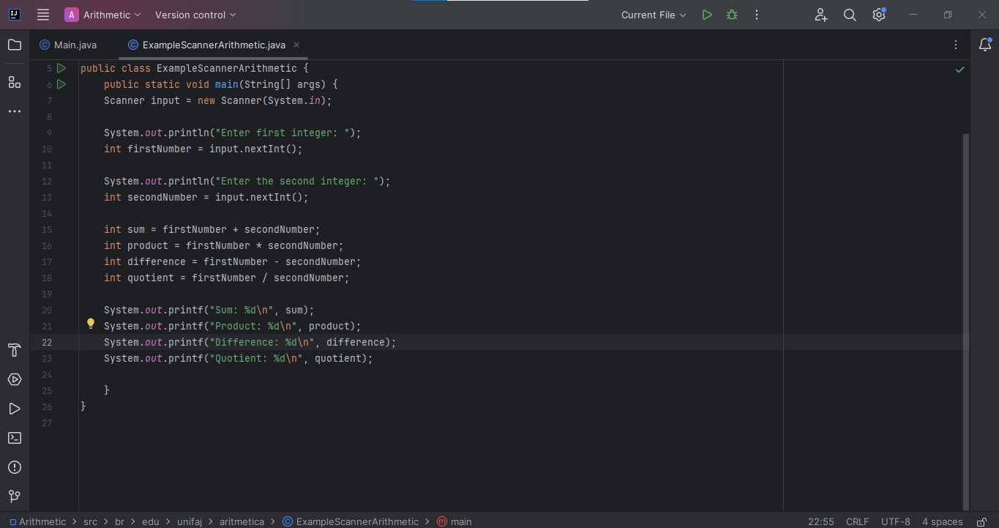 A Arithmetic Version control Current File
Main.java ExampleScannerArithmetic.java
5 public class ExampleScannerArithmetic {
6 public static void main(String[] args) {
7 Scanner input = new Scanner(System.in);
8
9 System.out.println("Enter first integer: ");
10 int firstNumber = input.nextInt();
11
12 System.out.println("Enter the second integer: ");
13 int secondNumber = input.nextInt();
14
15 int sum = firstNumber + secondNumber;
16 int product = firstNumber * secondNumber;
17 int difference = firstNumber - secondNumber;
18 int quotient = firstNumber / secondNumber;
19
20 System.out.printf("Sum: %d\n", sum);
21 System.out.printf("Product: %d\n", product);
22 System.out.printf("Difference: %d\n", difference);
23 System.out.printf("Quotient: %d\n", quotient);
24
25 }
26 }
27
Arithmetic > src > br > edu > unifaj > aritmetica > ExampleScannerArithmetic > main 22:55 CRLF UTF-8 4 spaces